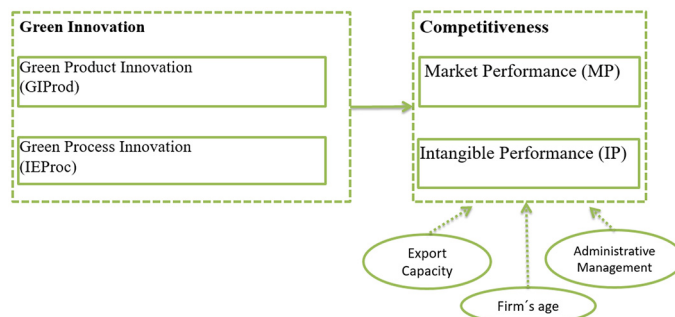 Green Innovation
Green Product Innovation
(GIProd)
Green Process Innovation
(IEProc)
Competitiveness
Market Performance (MP)
Intangible Performance (IP)
Export
Capacity
Firm´s age
Administrative
Management